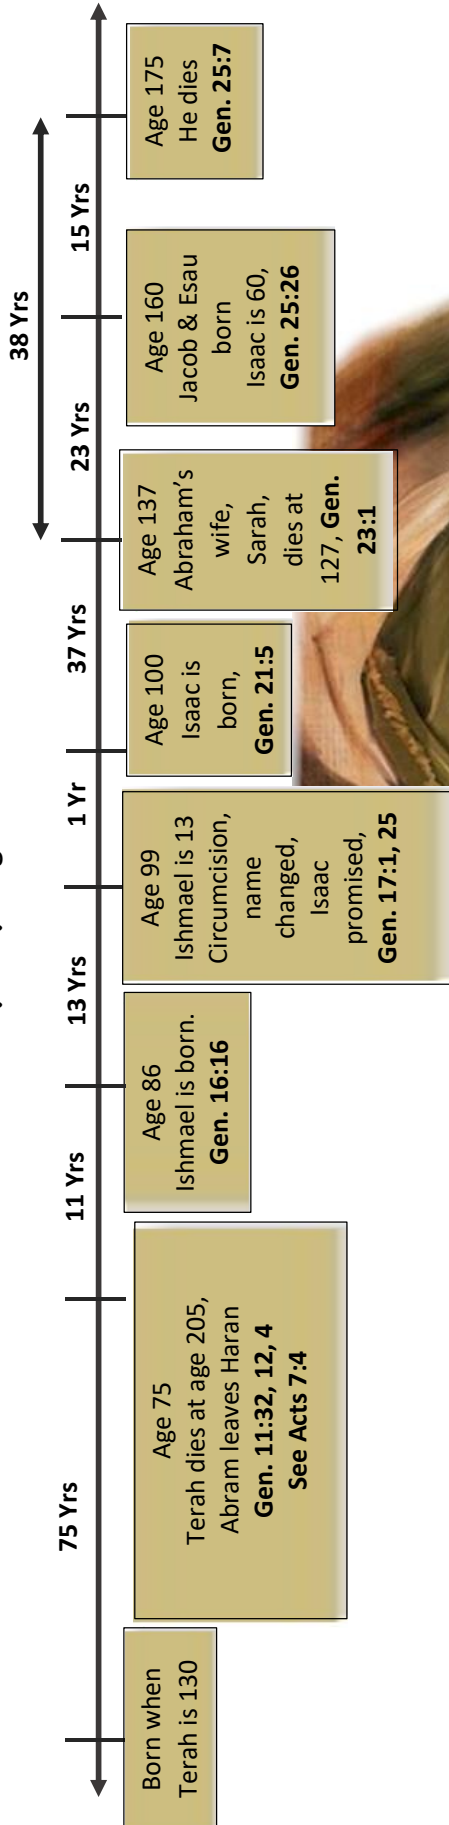 38 Yrs
75 Yrs
11 Yrs
13 Yrs
1 Yr
37 Yrs
23 Yrs
15 Yrs
Born when
Terah is 130
Age 75
Terah dies at age 205,
Abram leaves Haran
Gen. 11:32, 12, 4
See Acts 7:4
Age 86
Ishmael is born.
Gen. 16:16
Age 99
Ishmael is 13
Circumcision,
name
changed,
Isaac
promised,
Gen. 17:1, 25
Age 100
Isaac is
born,
Gen. 21:5
Age 137
Abraham’s
wife,
Sarah,
dies at
127, Gen.
23:1
Age 160
Jacob & Esau
born
Isaac is 60,
Gen. 25:26
Age 175
He dies
Gen. 25:7